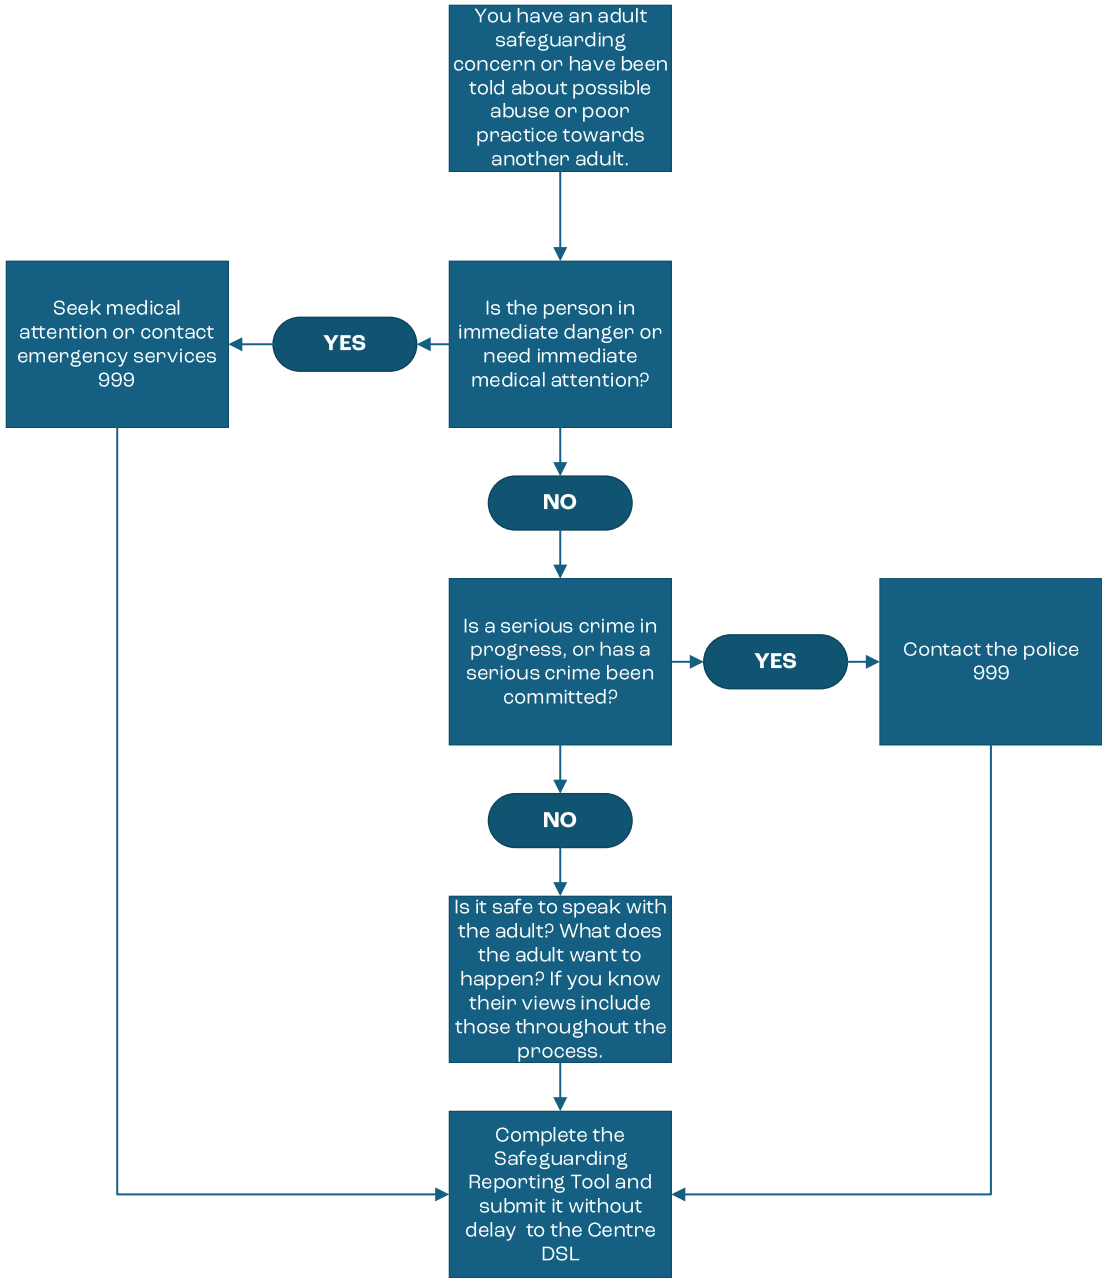 You have an adult
safeguarding
concern or have been
told about possible
abuse or poor
practice towards
another adult.
Seek medical
attention or contact
emergency services
999
YES
Is the person in
immediate danger or
need immediate
medical attention?
NO
Is a serious crime in
progress, or has a
serious crime been
committed?
YES
Contact the police
999
NO
Is it safe to speak with
the adult? What does
the adult want to
happen? If you know
their views include
those throughout the
process.
Complete the
Safeguarding
Reporting Tool and
submit it without
delay  to the Centre
DSL